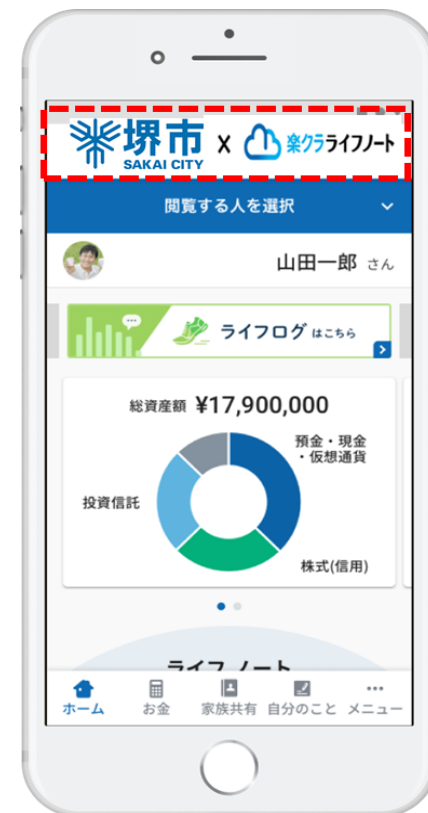 堺市 x 楽クラライフノート
SAKAI CITY
閲覧する人を選択
山田一郎 さん
ライフログ はこちら
総資産額 ¥17,900,000
預金・現金
・仮想通貨
投資信託
株式(信用)
ライフノート
ホーム お金 家族共有 自分のこと メニュー